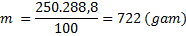 m = 250.288,8 / 100 = 722 (gam)